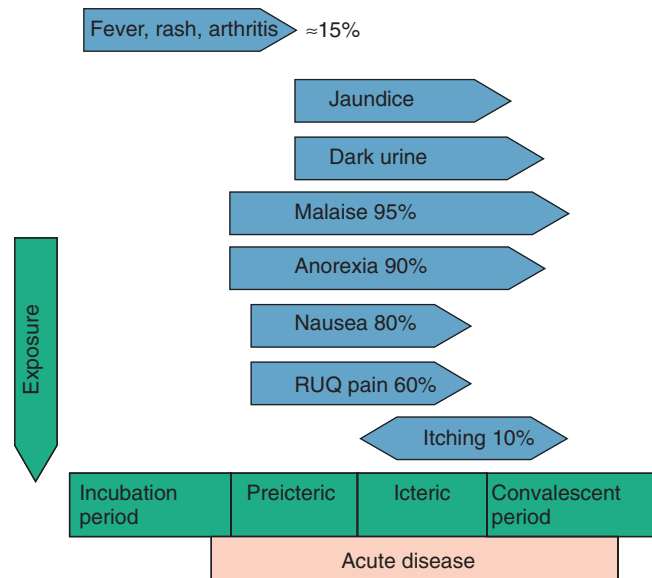 Fever, rash, arthritis ≈15%
Jaundice
Dark urine
Malaise 95%
Anorexia 90%
Nausea 80%
RUQ pain 60%
Itching 10%
Exposure
Incubation
period
Preicteric
Icteric
Convalescent
period
Acute disease